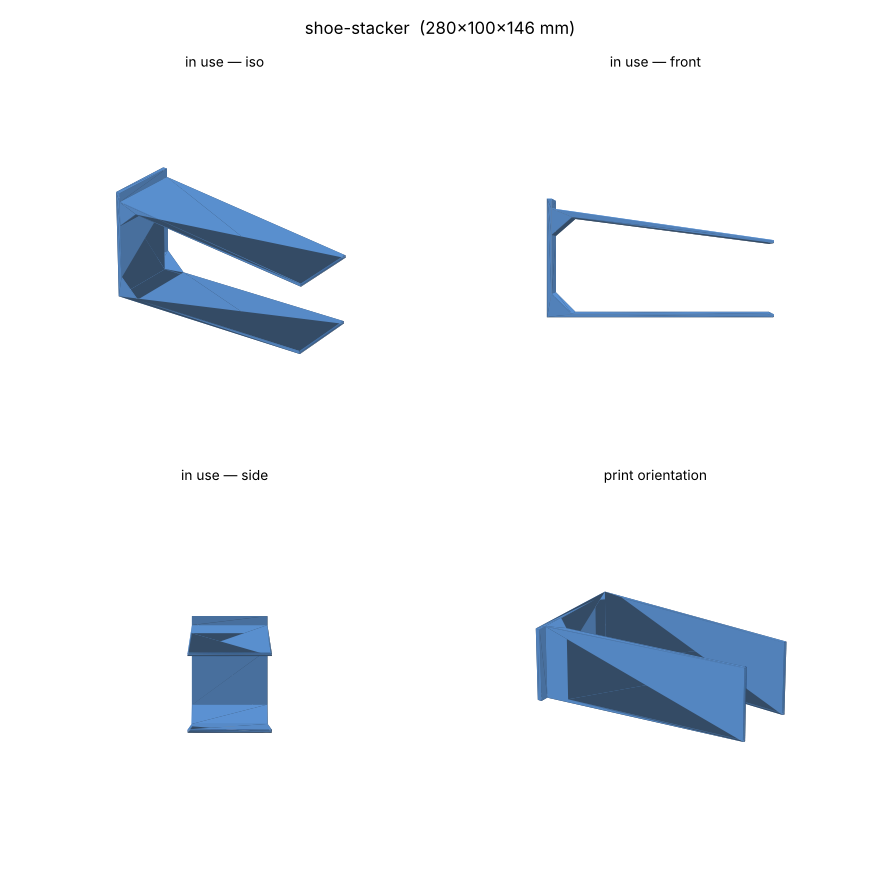 shoe-stacker (280×100×146 mm)
in use — iso
in use — front
in use — side
print orientation